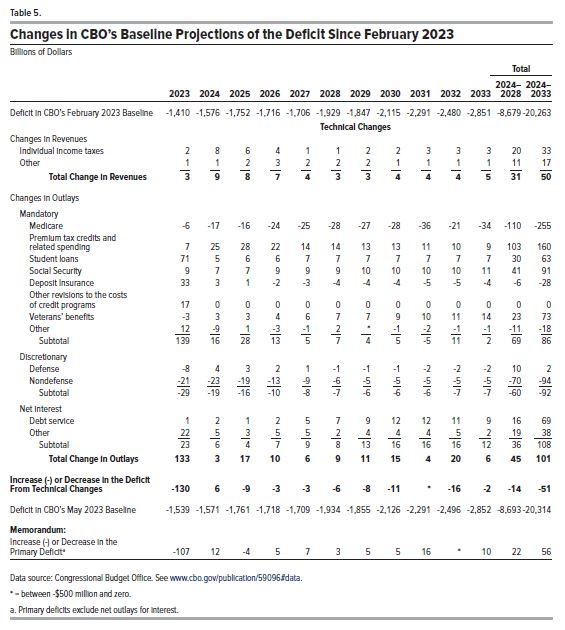 Table 5.
Changes in CBO's Baseline Projections of the Deficit Since February 2023
Billions of Dollars
Total
2023 2024 2025 2026 2027 2028 2029 2030 2031 2032 2033 2024–2028 2024–2033
Deficit in CBO's February 2023 Baseline -1,410 -1,576 -1,752 -1,716 -1,706 -1,929 -1,847 -2,115 -2,291 -2,480 -2,851 -8,679 -20,263
Technical Changes
Changes in Revenues
Individual income taxes 2 8 6 4 1 1 2 2 3 3 3 20 33
Other 1 1 2 3 2 2 2 1 1 1 1 11 17
Total Change in Revenues 3 9 8 7 4 3 3 4 4 4 5 31 50
Changes in Outlays
Mandatory
Medicare -6 -17 -16 -24 -25 -28 -27 -28 -36 -21 -34 -110 -255
Premium tax credits and
related spending 7 25 28 22 14 14 13 13 11 10 9 103 160
Student loans 71 5 6 6 7 7 7 7 7 7 7 30 63
Social Security 9 7 7 9 9 9 10 10 10 10 11 41 91
Deposit insurance 33 3 1 -2 -3 -4 -4 -4 -5 -5 -4 -6 -28
Other revisions to the costs
of credit programs 17 0 0 0 0 0 0 0 0 0 0 0 0
Veterans' benefits -3 3 3 4 6 7 7 9 10 11 14 23 73
Other 12 -9 1 -3 -1 2 * -1 -2 -1 -1 -11 -18
Subtotal 139 16 28 13 5 7 4 5 -5 11 2 69 86
Discretionary
Defense -8 4 3 2 1 -1 -1 -1 -2 -2 -2 10 2
Nondefense -21 -23 -19 -13 -9 -6 -5 -5 -5 -5 -5 -70 -94
Subtotal -29 -19 -16 -10 -8 -7 -6 -6 -6 -7 -7 -60 -92
Net Interest
Debt service 1 2 1 2 5 7 9 12 12 11 9 16 69
Other 22 5 3 5 5 2 4 4 4 5 2 19 38
Subtotal 23 6 4 7 9 8 13 16 16 16 12 36 108
Total Change in Outlays 133 3 17 10 6 9 11 15 4 20 6 45 101
Increase (-) or Decrease in the Deficit
From Technical Changes -130 6 -9 -3 -3 -6 -8 -11 * -16 -2 -14 -51
Deficit in CBO's May 2023 Baseline -1,539 -1,571 -1,761 -1,718 -1,709 -1,934 -1,855 -2,126 -2,291 -2,496 -2,852 -8,693 -20,314
Memorandum:
Increase (-) or Decrease in the
Primary Deficitᵃ -107 12 -4 5 7 3 5 5 16 * 10 22 56
Data source: Congressional Budget Office. See www.cbo.gov/publication/59096#data.
* = between -$500 million and zero.
a. Primary deficits exclude net outlays for interest.